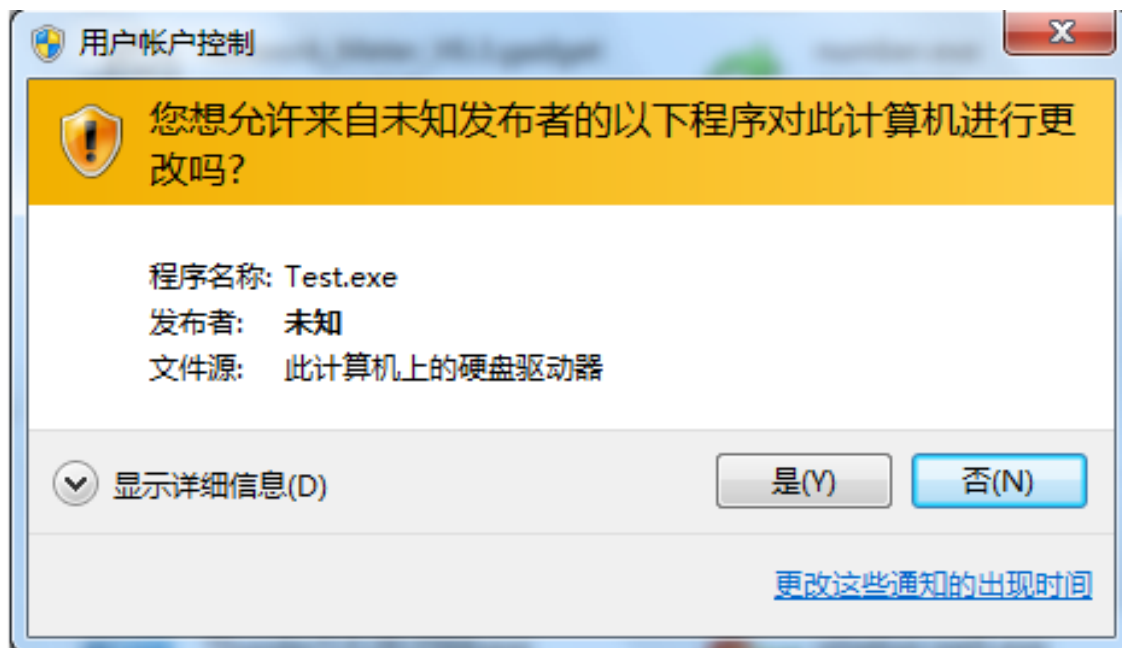 用户帐户控制
您想允许来自未知发布者的以下程序对此计算机进行更
改吗?
程序名称: Test.exe
发布者: 未知
文件源: 此计算机上的硬盘驱动器
显示详细信息(D)
是(Y)
否(N)
更改这些通知的出现时间